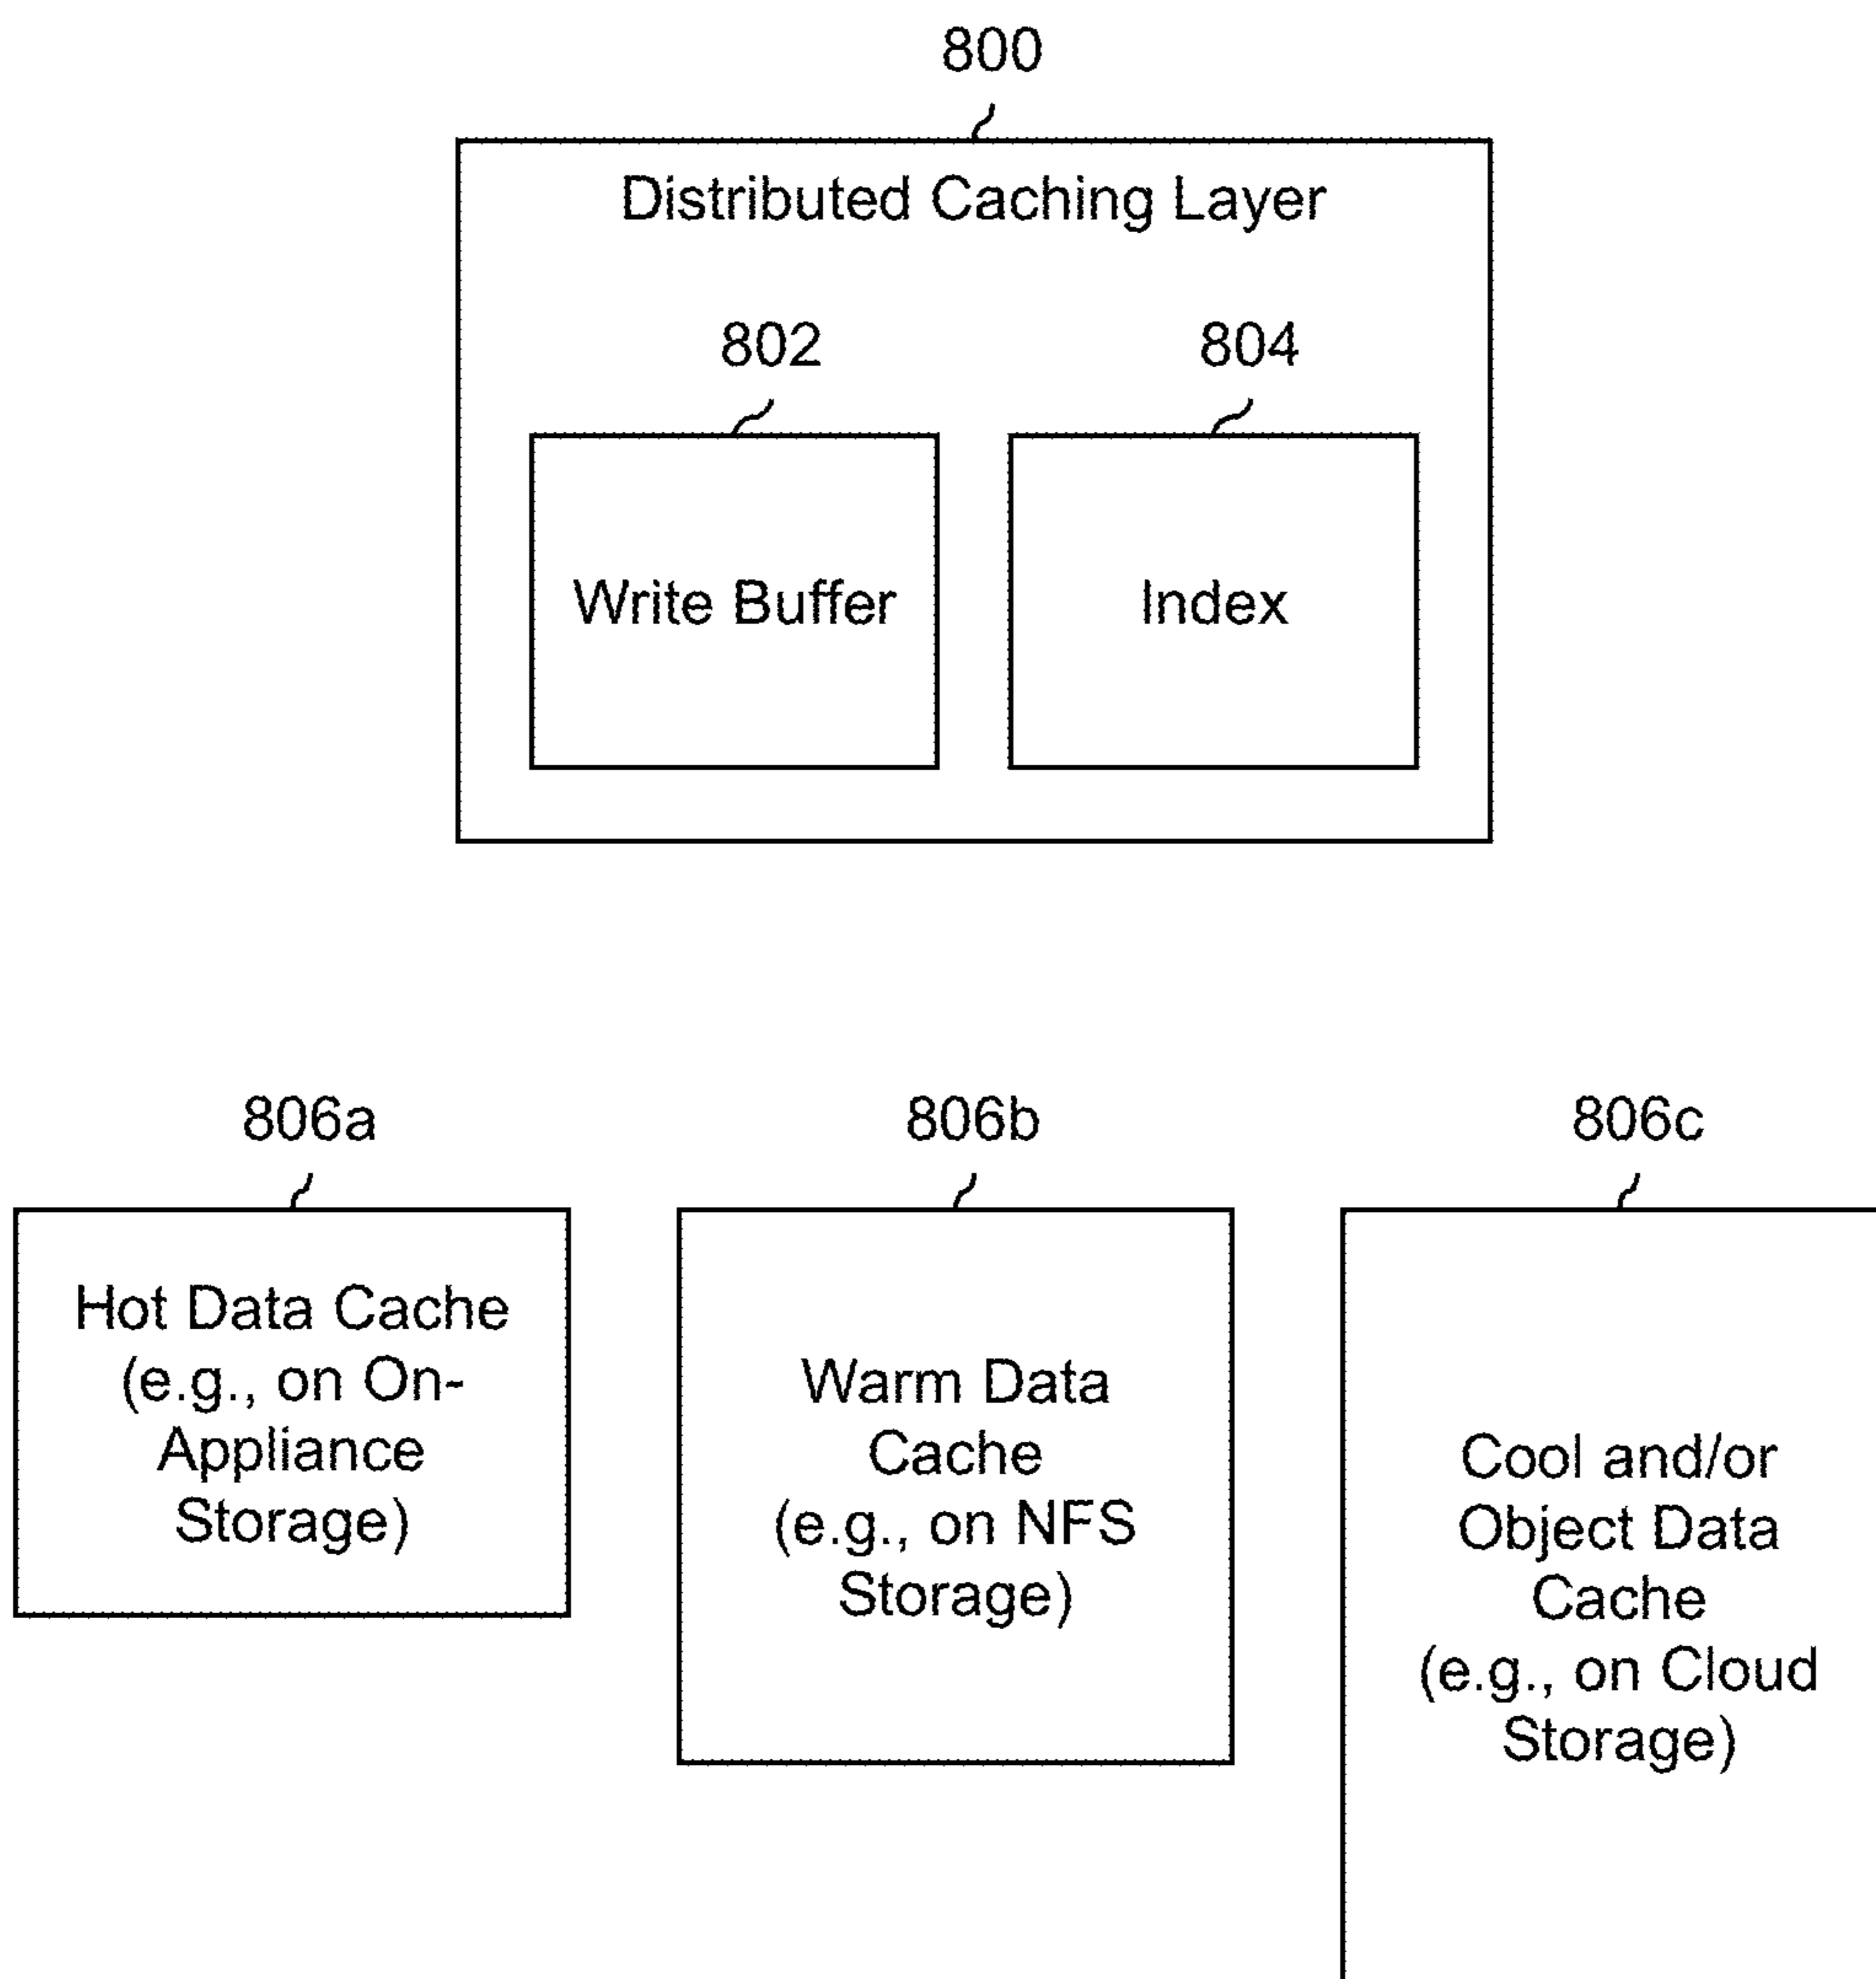 800
Distributed Caching Layer
802
804
Write Buffer
Index
806a
806b
806c
Hot Data Cache
(e.g., on On-
Appliance
Storage)
Warm Data
Cache
(e.g., on NFS
Storage)
Cool and/or
Object Data
Cache
(e.g., on Cloud
Storage)